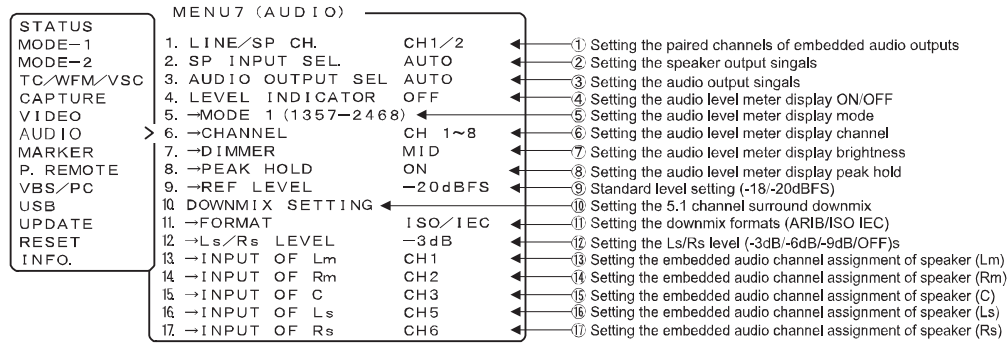 MENU7 (AUDIO)
STATUS
MODE-1
MODE-2
TC/WFM/VSC
CAPTURE
VIDEO
AUDIO >
MARKER
P. REMOTE
VBS/PC
USB
UPDATE
RESET
INFO.
1. LINE/SP CH. CH1/2 ① Setting the paired channels of embedded audio outputs
2. SP INPUT SEL. AUTO ② Setting the speaker output singals
3. AUDIO OUTPUT SEL AUTO ③ Setting the audio output singals
4. LEVEL INDICATOR OFF ④ Setting the audio level meter display ON/OFF
5. →MODE 1 (1357-2468) ⑤ Setting the audio level meter display mode
6. →CHANNEL CH 1~8 ⑥ Setting the audio level meter display channel
7. →DIMMER MID ⑦ Setting the audio level meter display brightness
8. →PEAK HOLD ON ⑧ Setting the audio level meter display peak hold
9. →REF LEVEL -20dBFS ⑨ Standard level setting (-18/-20dBFS)
10. DOWNMIX SETTING ⑩ Setting the 5.1 channel surround downmix
11. →FORMAT ISO/IEC ⑪ Setting the downmix formats (ARIB/ISO IEC)
12. →Ls/Rs LEVEL -3dB ⑫ Setting the Ls/Rs level (-3dB/-6dB/-9dB/OFF)s
13. →INPUT OF Lm CH1 ⑬ Setting the embedded audio channel assignment of speaker (Lm)
14. →INPUT OF Rm CH2 ⑭ Setting the embedded audio channel assignment of speaker (Rm)
15. →INPUT OF C CH3 ⑮ Setting the embedded audio channel assignment of speaker (C)
16. →INPUT OF Ls CH5 ⑯ Setting the embedded audio channel assignment of speaker (Ls)
17. →INPUT OF Rs CH6 ⑰ Setting the embedded audio channel assignment of speaker (Rs)